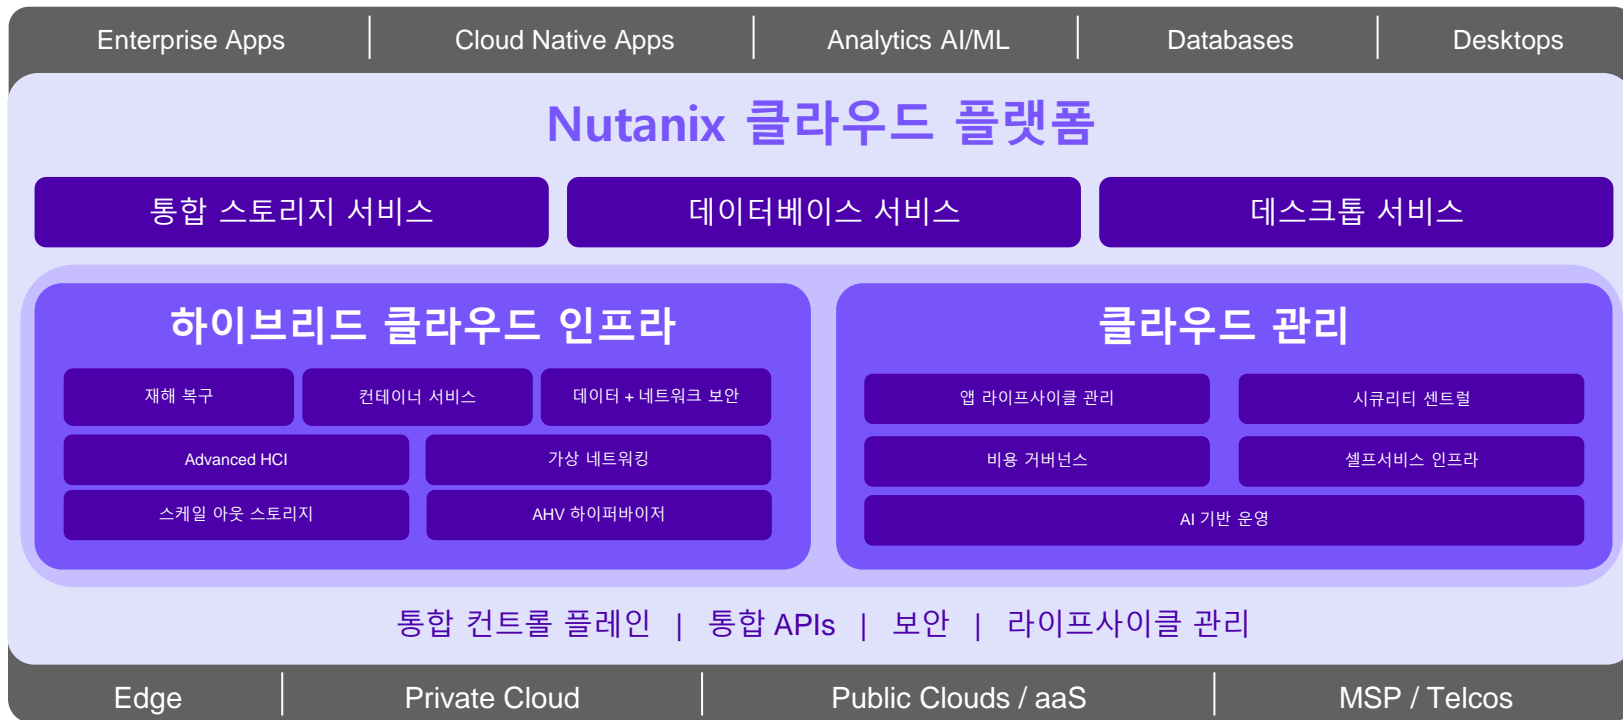 Enterprise Apps | Cloud Native Apps | Analytics AI/ML | Databases | Desktops
Nutanix 클라우드 플랫폼
통합 스토리지 서비스
데이터베이스 서비스
데스크톱 서비스
하이브리드 클라우드 인프라
재해 복구
컨테이너 서비스
데이터 + 네트워크 보안
Advanced HCI
가상 네트워킹
스케일 아웃 스토리지
AHV 하이퍼바이저
클라우드 관리
앱 라이프사이클 관리
시큐리티 센트럴
비용 거버넌스
셀프서비스 인프라
AI 기반 운영
통합 컨트롤 플레인 | 통합 APIs | 보안 | 라이프사이클 관리
Edge | Private Cloud | Public Clouds / aaS | MSP / Telcos